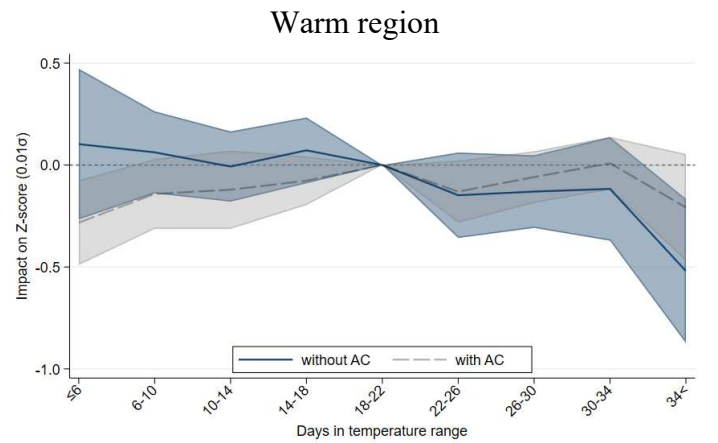 Warm region
Impact on Z-score (0.01σ)
0.5
0.0
-0.5
-1.0
without AC
with AC
≤6
6-10
10-14
14-18
18-22
22-26
26-30
30-34
34<
Days in temperature range